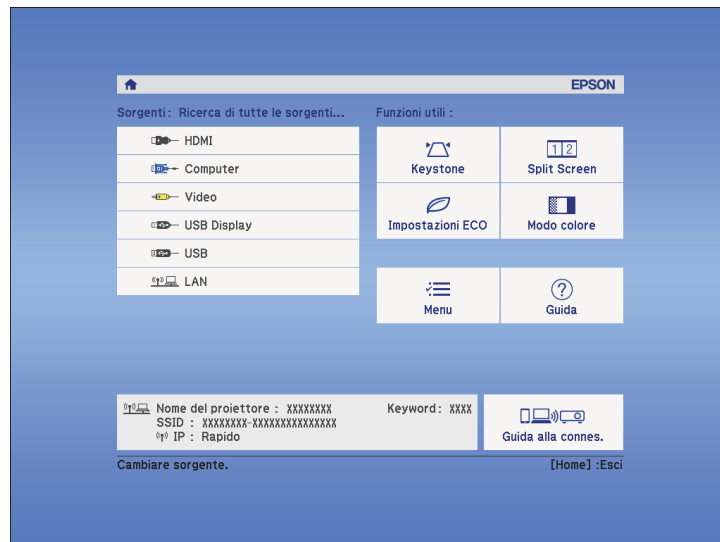 EPSON
Sorgenti: Ricerca di tutte le sorgenti...
Funzioni utili :
HDMI
Computer
Video
USB Display
USB
LAN
Keystone
1 2
Split Screen
Impostazioni ECO
Modo colore
Menu
?
Guida
Nome del proiettore : XXXXXXXX
Keyword: XXXX
SSID : XXXXXXXX-XXXXXXXXXXXXXXX
IP : Rapido
Guida alla connes.
Cambiare sorgente.
[Home] :Esci